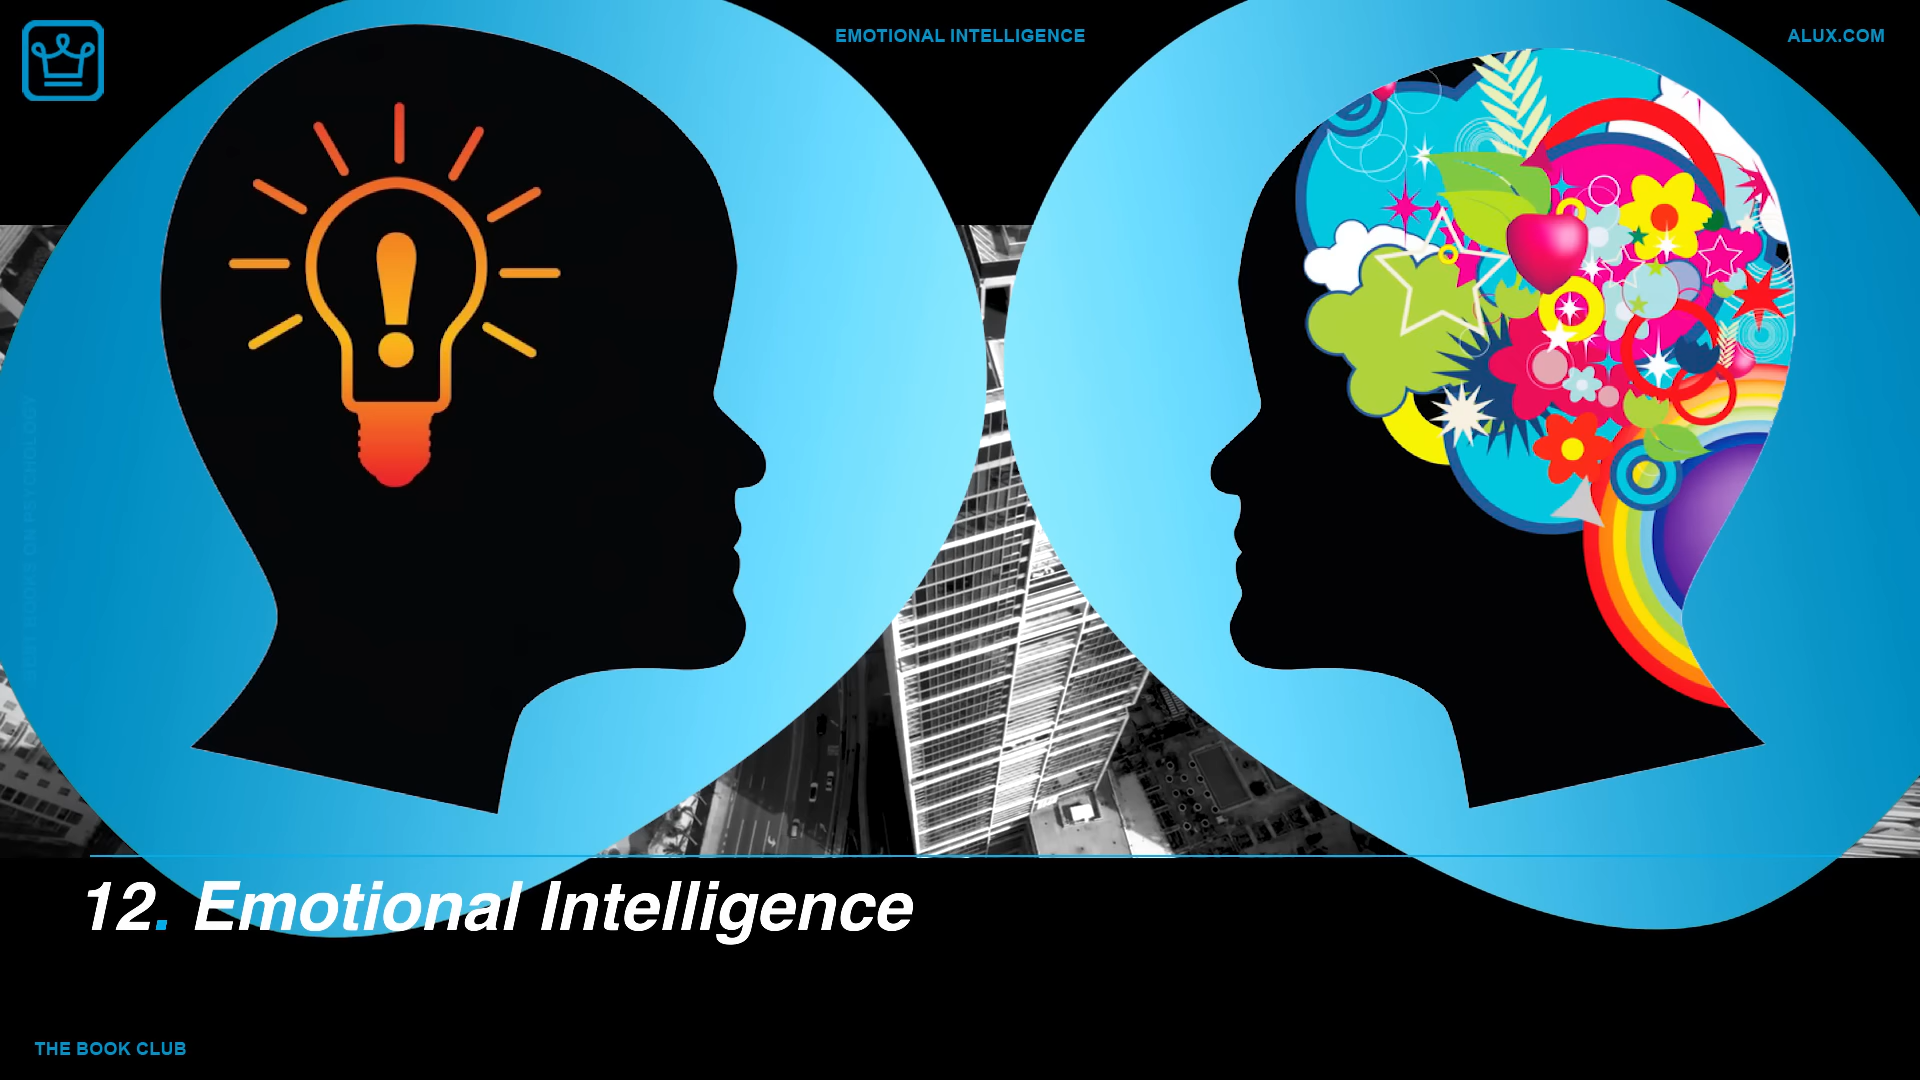 EMOTIONAL INTELLIGENCE
ALUX.COM
12. Emotional Intelligence
THE BOOK CLUB